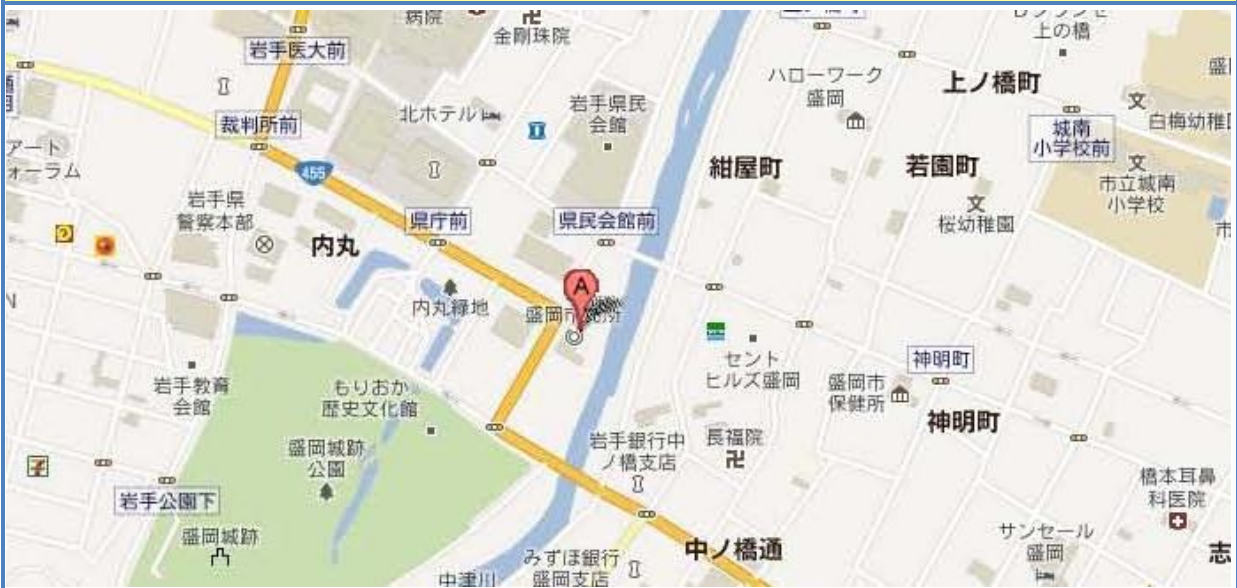 病院
金剛珠院
上の橋
岩手医大前
ハローワーク
盛岡
上ノ橋町
北ホテル
岩手県民
会館
裁判所前
城南
小学校前
白梅幼稚
アート
ォーラム
455
紺屋町
若園町
市立城南
小学校
岩手県
警察本部
桜幼稚園
県庁前
県民会館前
内丸
A
内丸緑地
盛岡市役所
セント
ヒルズ盛岡
神明町
盛岡市
保健所
岩手教育
会館
もりおか
歴史文化館
神明町
盛岡城跡
公園
岩手銀行中
ノ橋支店
長福院
橋本耳鼻
科医院
岩手公園下
盛岡城跡
サンセール
盛岡
中ノ橋通
志
みずほ銀行
盛岡支店
中津川